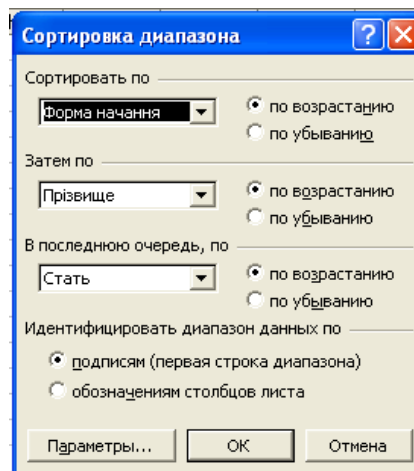 Сортировка диапазона
Сортировать по
Форма начання
по возрастанию
по убыванию
Затем по
Прізвище
по возрастанию
по убыванию
В последнюю очередь, по
Стать
по возрастанию
по убыванию
Идентифицировать диапазон данных по
подписям (первая строка диапазона)
обозначениям столбцов листа
Параметры...
ОК
Отмена